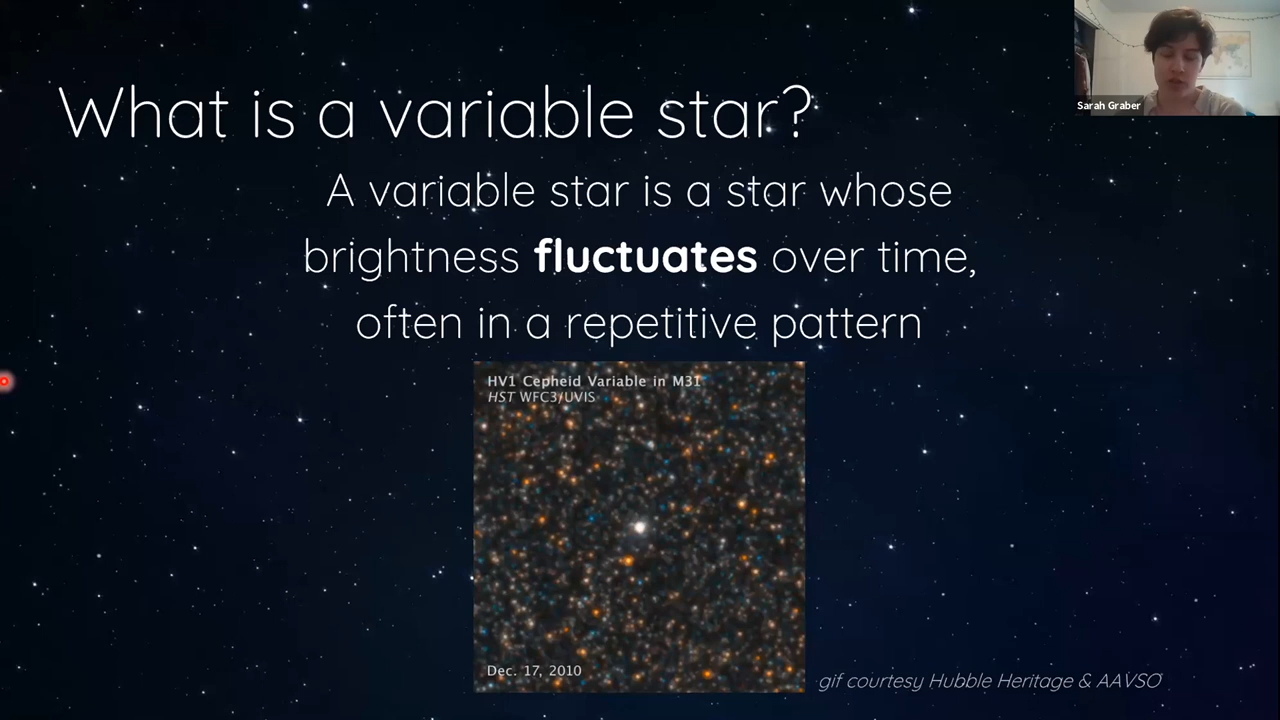 Sarah Graber
What is a variable star?
A variable star is a star whose
brightness fluctuates over time,
often in a repetitive pattern
HV1 Cepheid Variable in M31
HST WFC3/UVIS
Dec. 17, 2010
gif courtesy Hubble Heritage & AAVSO